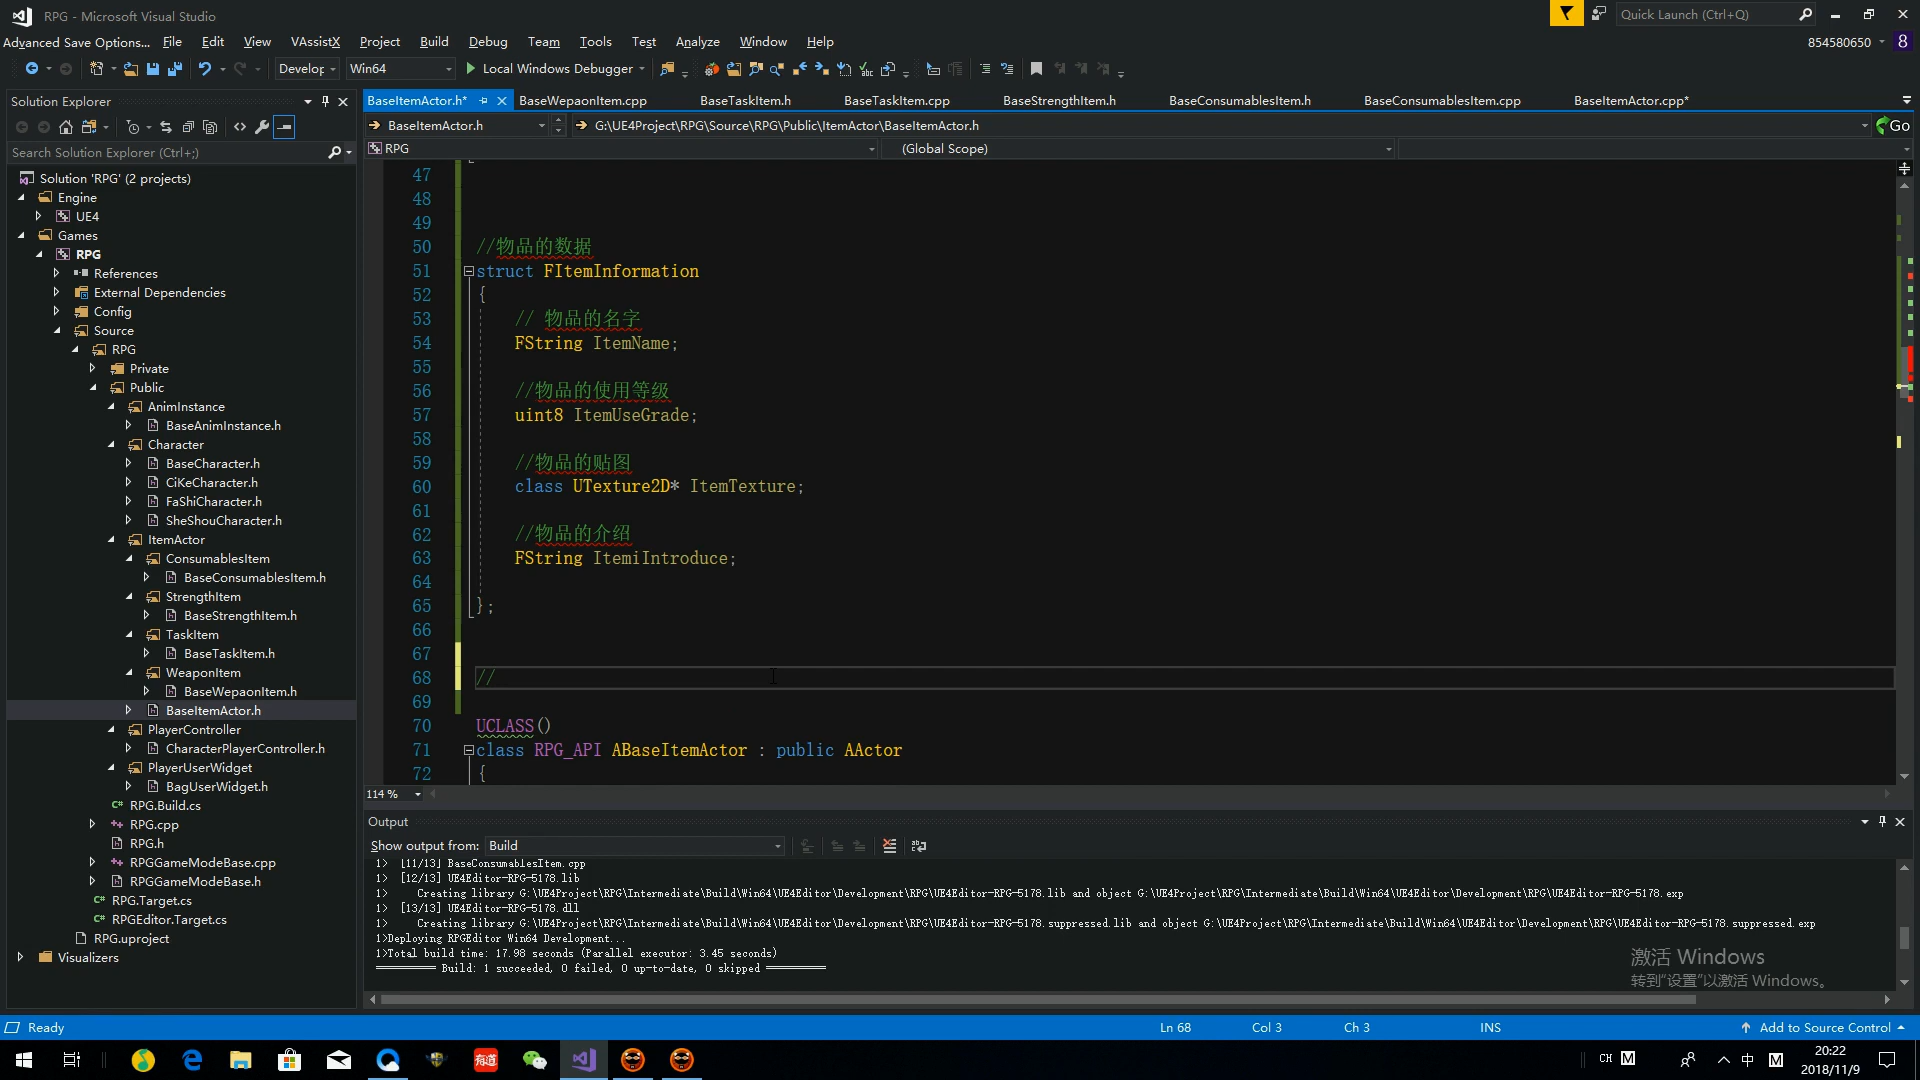 RPG - Microsoft Visual Studio
Quick Launch (Ctrl+Q)
Advanced Save Options... File Edit View VAssistX Project Build Debug Team Tools Test Analyze Window Help
854580650
8
Develop Win64 Local Windows Debugger
Solution Explorer
Search Solution Explorer (Ctrl+;)
Solution 'RPG' (2 projects)
Engine
UE4
Games
RPG
References
External Dependencies
Config
Source
RPG
Private
Public
AnimInstance
BaseAnimInstance.h
Character
BaseCharacter.h
CiKeCharacter.h
FaShiCharacter.h
SheShouCharacter.h
ItemActor
ConsumablesItem
BaseConsumablesItem.h
StrengthItem
BaseStrengthItem.h
TaskItem
BaseTaskItem.h
WeaponItem
BaseWepaonItem.h
BaseItemActor.h
PlayerController
CharacterPlayerController.h
PlayerUserWidget
BagUserWidget.h
RPG.Build.cs
RPG.cpp
RPG.h
RPGGameModeBase.cpp
RPGGameModeBase.h
RPG.Target.cs
RPGEditor.Target.cs
RPG.uproject
Visualizers
BaseItemActor.h* BaseWepaonItem.cpp BaseTaskItem.h BaseTaskItem.cpp BaseStrengthItem.h BaseConsumablesItem.h BaseConsumablesItem.cpp BaseItemActor.cpp*
BaseItemActor.h G:\UE4Project\RPG\Source\RPG\Public\ItemActor\BaseItemActor.h Go
RPG (Global Scope)
47
48
49
50 //物品的数据
51 struct FItemInformation
52 {
53 // 物品的名字
54 FString ItemName;
55
56 //物品的使用等级
57 uint8 ItemUseGrade;
58
59 //物品的贴图
60 class UTexture2D* ItemTexture;
61
62 //物品的介绍
63 FString ItemiIntroduce;
64
65 };
66
67
68 //
69
70 UCLASS()
71 class RPG_API ABaseItemActor : public AActor
72 {
114 %
Output
Show output from: Build
1> [11/13] BaseConsumablesItem.cpp
1> [12/13] UE4Editor-RPG-5178.lib
1> Creating library G:\UE4Project\RPG\Intermediate\Build\Win64\UE4Editor\Development\RPG\UE4Editor-RPG-5178.lib and object G:\UE4Project\RPG\Intermediate\Build\Win64\UE4Editor\Development\RPG\UE4Editor-RPG-5178.exp
1> [13/13] UE4Editor-RPG-5178.dll
1> Creating library G:\UE4Project\RPG\Intermediate\Build\Win64\UE4Editor\Development\RPG\UE4Editor-RPG-5178.suppressed.lib and object G:\UE4Project\RPG\Intermediate\Build\Win64\UE4Editor\Development\RPG\UE4Editor-RPG-5178.suppressed.exp
1>Deploying RPGEditor Win64 Development...
1>Total build time: 17.98 seconds (Parallel executor: 3.45 seconds)
========== Build: 1 succeeded, 0 failed, 0 up-to-date, 0 skipped ==========
激活 Windows
转到“设置”以激活 Windows。
Ready Ln 68 Col 3 Ch 3 INS Add to Source Control
有道
CH M 中 M
20:22
2018/11/9